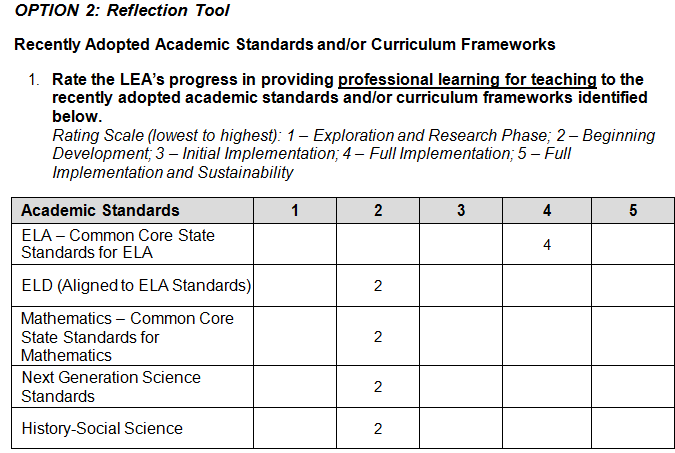 OPTION 2: Reflection Tool
Recently Adopted Academic Standards and/or Curriculum Frameworks
1. Rate the LEA's progress in providing professional learning for teaching to the
recently adopted academic standards and/or curriculum frameworks identified
below.
Rating Scale (lowest to highest): 1 – Exploration and Research Phase; 2 – Beginning
Development; 3 – Initial Implementation; 4 – Full Implementation; 5 – Full
Implementation and Sustainability
Academic Standards 1 2 3 4 5
ELA – Common Core State
Standards for ELA 4
ELD (Aligned to ELA Standards) 2
Mathematics – Common Core
State Standards for 2
Mathematics
Next Generation Science
Standards 2
History-Social Science 2